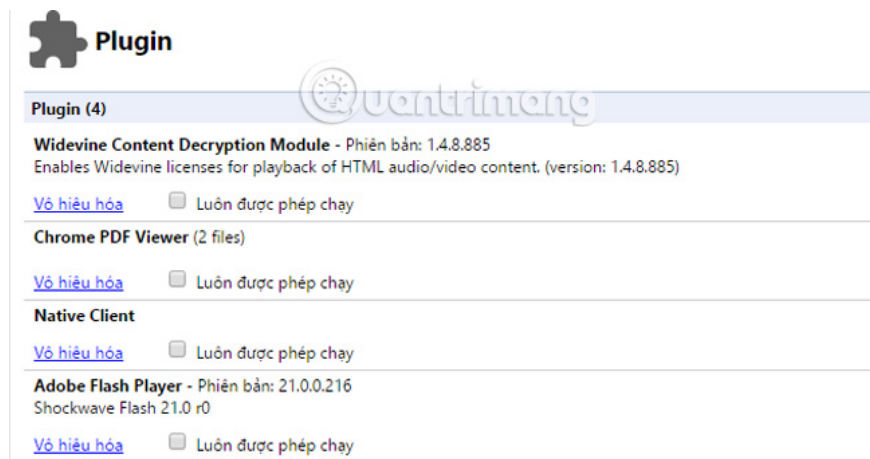 Plugin
Quantrimang
Plugin (4)
Widevine Content Decryption Module - Phiên bản: 1.4.8.885
Enables Widevine licenses for playback of HTML audio/video content. (version: 1.4.8.885)
Vô hiệu hóa Luôn được phép chạy
Chrome PDF Viewer (2 files)
Vô hiệu hóa Luôn được phép chạy
Native Client
Vô hiệu hóa Luôn được phép chạy
Adobe Flash Player - Phiên bản: 21.0.0.216
Shockwave Flash 21.0 r0
Vô hiệu hóa Luôn được phép chạy